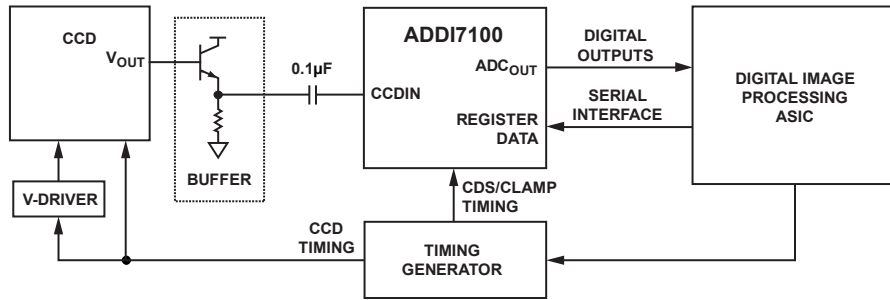 CCD
VOUT
BUFFER
V-DRIVER
0.1µF
ADDI7100
ADCOUT
CCDIN
REGISTER
DATA
DIGITAL
OUTPUTS
SERIAL
INTERFACE
DIGITAL IMAGE
PROCESSING
ASIC
CDS/CLAMP
TIMING
CCD
TIMING
TIMING
GENERATOR